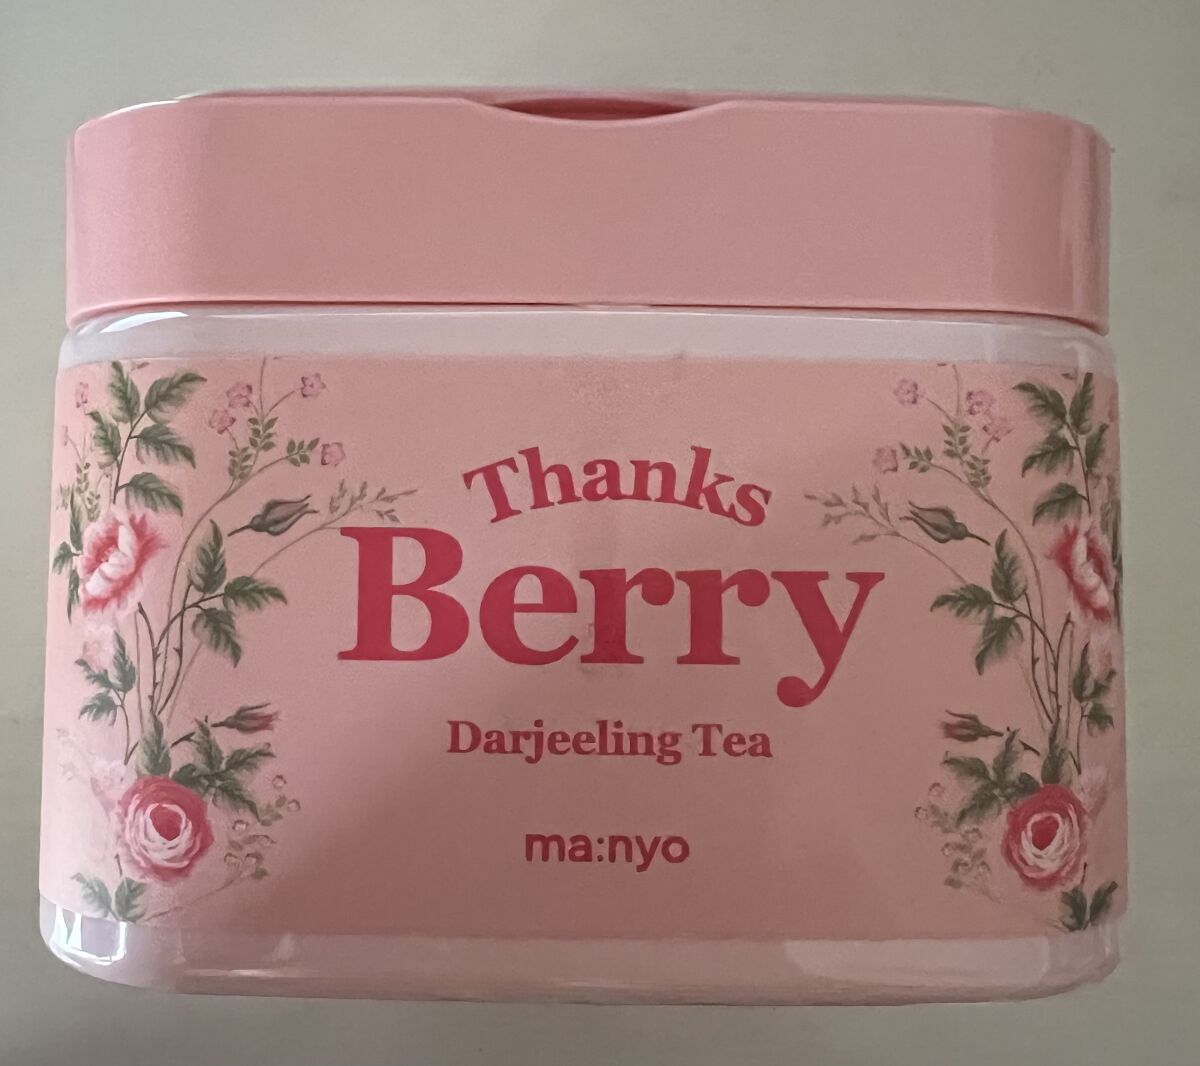 Thanks
Berry
Darjeeling Tea
ma:nyo